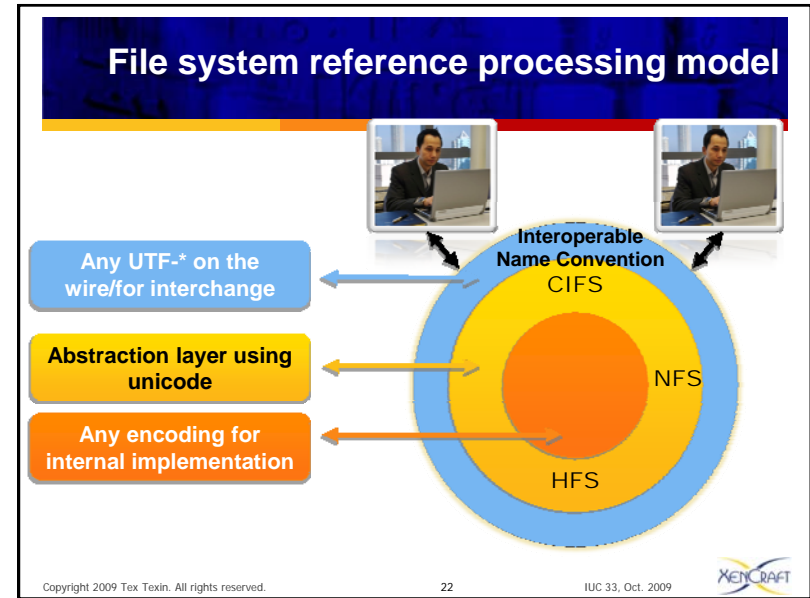 File system reference processing model
Interoperable
Name Convention
CIFS
NFS
HFS
Any UTF-* on the
wire/for interchange
Abstraction layer using
unicode
Any encoding for
internal implementation
Copyright 2009 Tex Texin. All rights reserved.
22
IUC 33, Oct. 2009
XENCRAFT